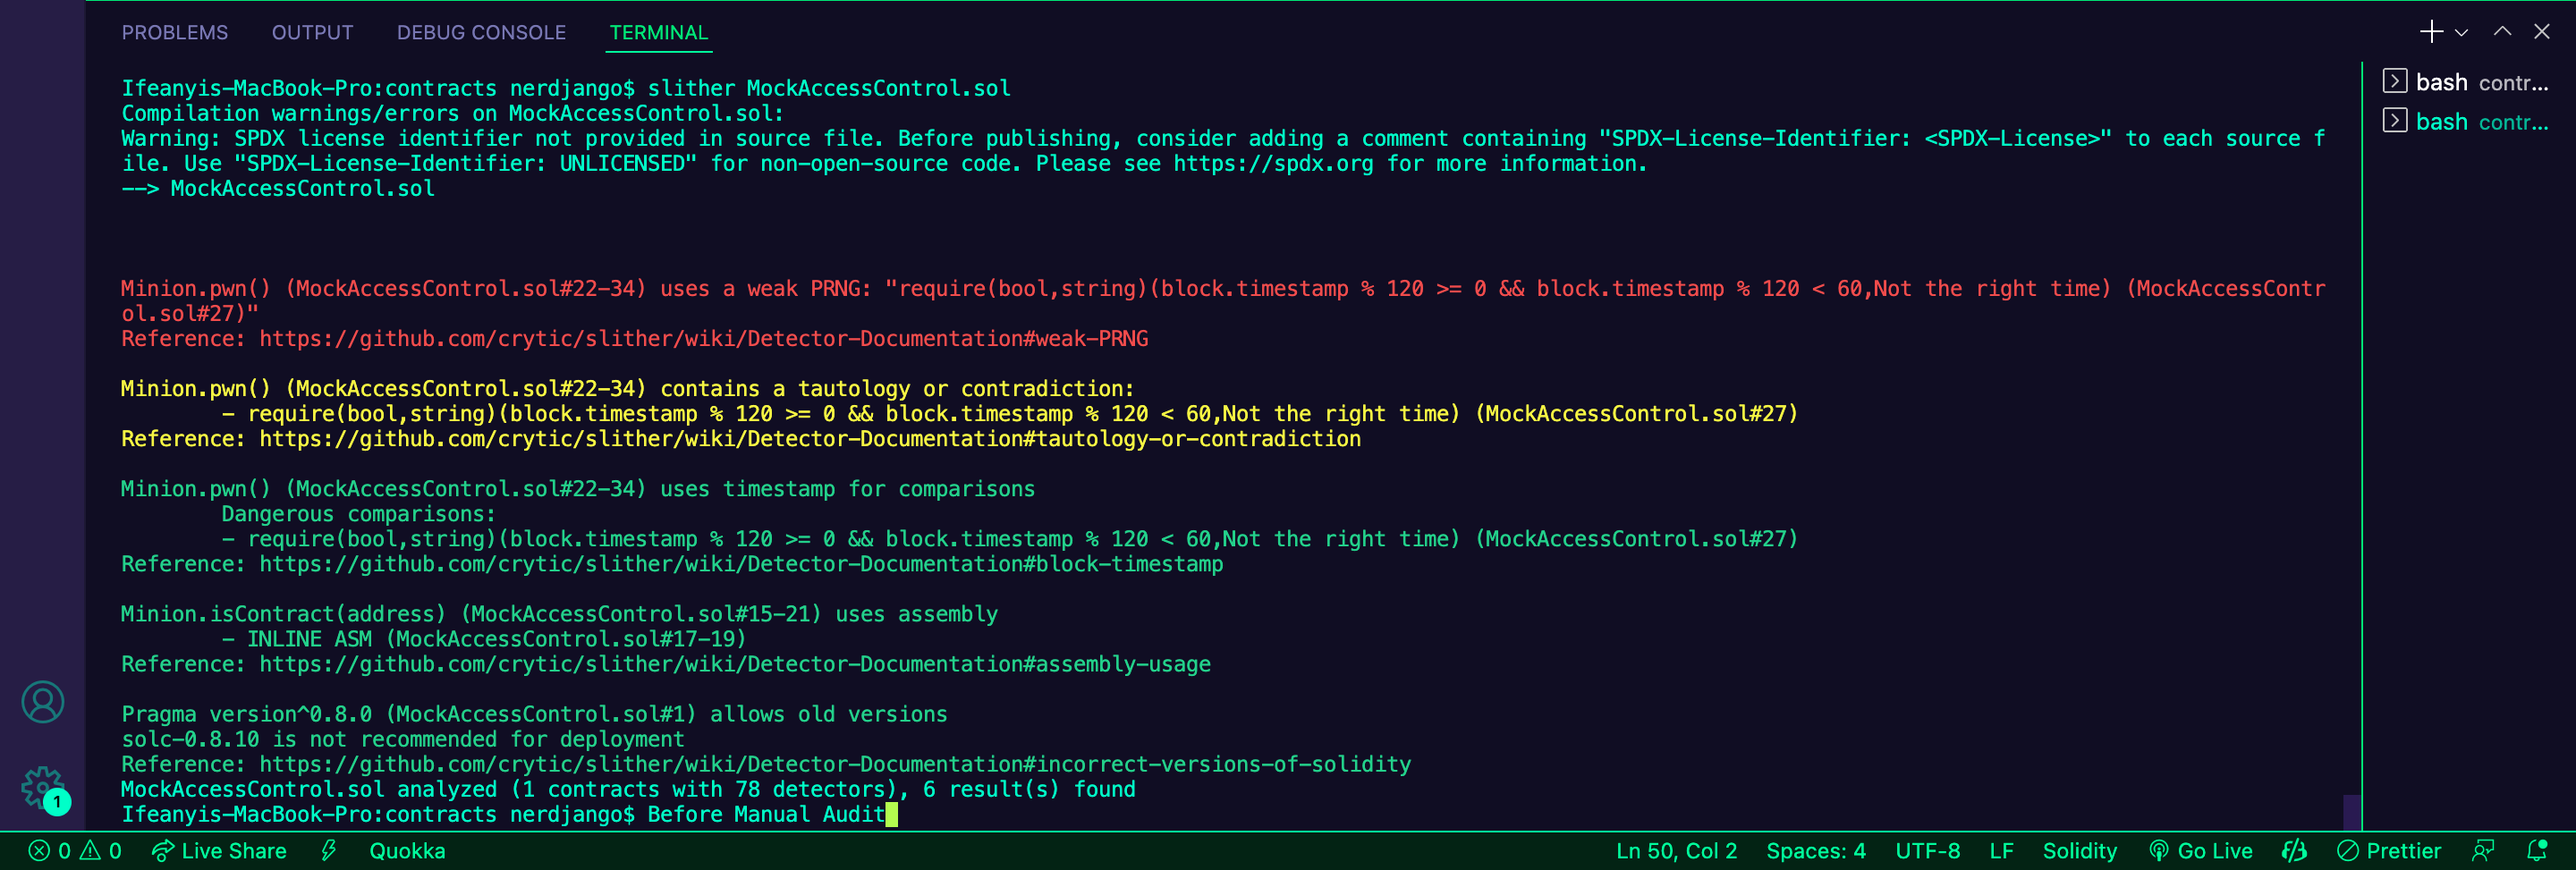 PROBLEMS OUTPUT DEBUG CONSOLE TERMINAL
Ifeanyis-MacBook-Pro:contracts nerdjango$ slither MockAccessControl.sol
Compilation warnings/errors on MockAccessControl.sol:
Warning: SPDX license identifier not provided in source file. Before publishing, consider adding a comment containing "SPDX-License-Identifier: <SPDX-License>" to each source f
ile. Use "SPDX-License-Identifier: UNLICENSED" for non-open-source code. Please see https://spdx.org for more information.
--> MockAccessControl.sol
Minion.pwn() (MockAccessControl.sol#22-34) uses a weak PRNG: "require(bool,string)(block.timestamp % 120 >= 0 && block.timestamp % 120 < 60,Not the right time) (MockAccessContr
ol.sol#27)"
Reference: https://github.com/crytic/slither/wiki/Detector-Documentation#weak-PRNG
Minion.pwn() (MockAccessControl.sol#22-34) contains a tautology or contradiction:
- require(bool,string)(block.timestamp % 120 >= 0 && block.timestamp % 120 < 60,Not the right time) (MockAccessControl.sol#27)
Reference: https://github.com/crytic/slither/wiki/Detector-Documentation#tautology-or-contradiction
Minion.pwn() (MockAccessControl.sol#22-34) uses timestamp for comparisons
Dangerous comparisons:
- require(bool,string)(block.timestamp % 120 >= 0 && block.timestamp % 120 < 60,Not the right time) (MockAccessControl.sol#27)
Reference: https://github.com/crytic/slither/wiki/Detector-Documentation#block-timestamp
Minion.isContract(address) (MockAccessControl.sol#15-21) uses assembly
- INLINE ASM (MockAccessControl.sol#17-19)
Reference: https://github.com/crytic/slither/wiki/Detector-Documentation#assembly-usage
Pragma version^0.8.0 (MockAccessControl.sol#1) allows old versions
solc-0.8.10 is not recommended for deployment
Reference: https://github.com/crytic/slither/wiki/Detector-Documentation#incorrect-versions-of-solidity
MockAccessControl.sol analyzed (1 contracts with 78 detectors), 6 result(s) found
Ifeanyis-MacBook-Pro:contracts nerdjango$ Before Manual Audit
bash contr...
bash contr...
1
0 0 Live Share Quokka Ln 50, Col 2 Spaces: 4 UTF-8 LF Solidity Go Live Prettier